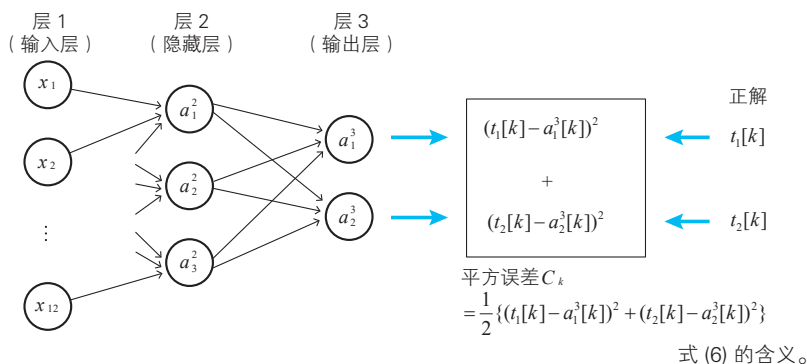 层 1 层 2 层 3
（输入层） （隐藏层） （输出层）
x₁
x₂
⋮
x₁₂
a₁²
a₂²
a₃²
a₁³
a₂³
(t₁[k]−a₁³[k])²
+
(t₂[k]−a₂³[k])²
正解
t₁[k]
t₂[k]
平方误差Cₖ
=1/2{(t₁[k]−a₁³[k])²+(t₂[k]−a₂³[k])²}
式 (6) 的含义。